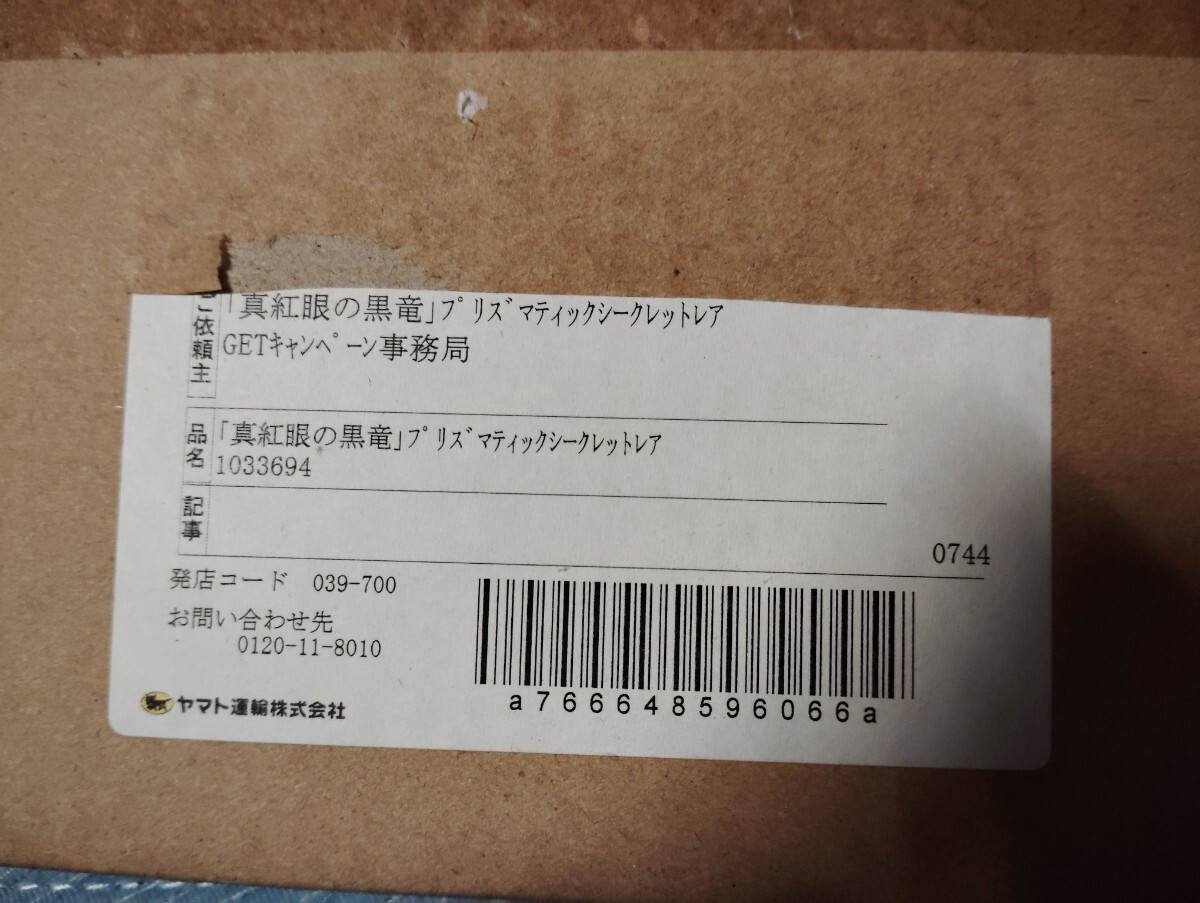 ご依頼主
「真紅眼の黒竜」ﾌﾟﾘｽﾞﾏﾃｨｯｸｼｰｸﾚｯﾄﾚｱ
GETｷｬﾝﾍﾟｰﾝ事務局
品名
「真紅眼の黒竜」ﾌﾟﾘｽﾞﾏﾃｨｯｸｼｰｸﾚｯﾄﾚｱ
1033694
記事
0744
発店コード 039-700
お問い合わせ先
0120-11-8010
a766648596066a
ヤマト運輸株式会社